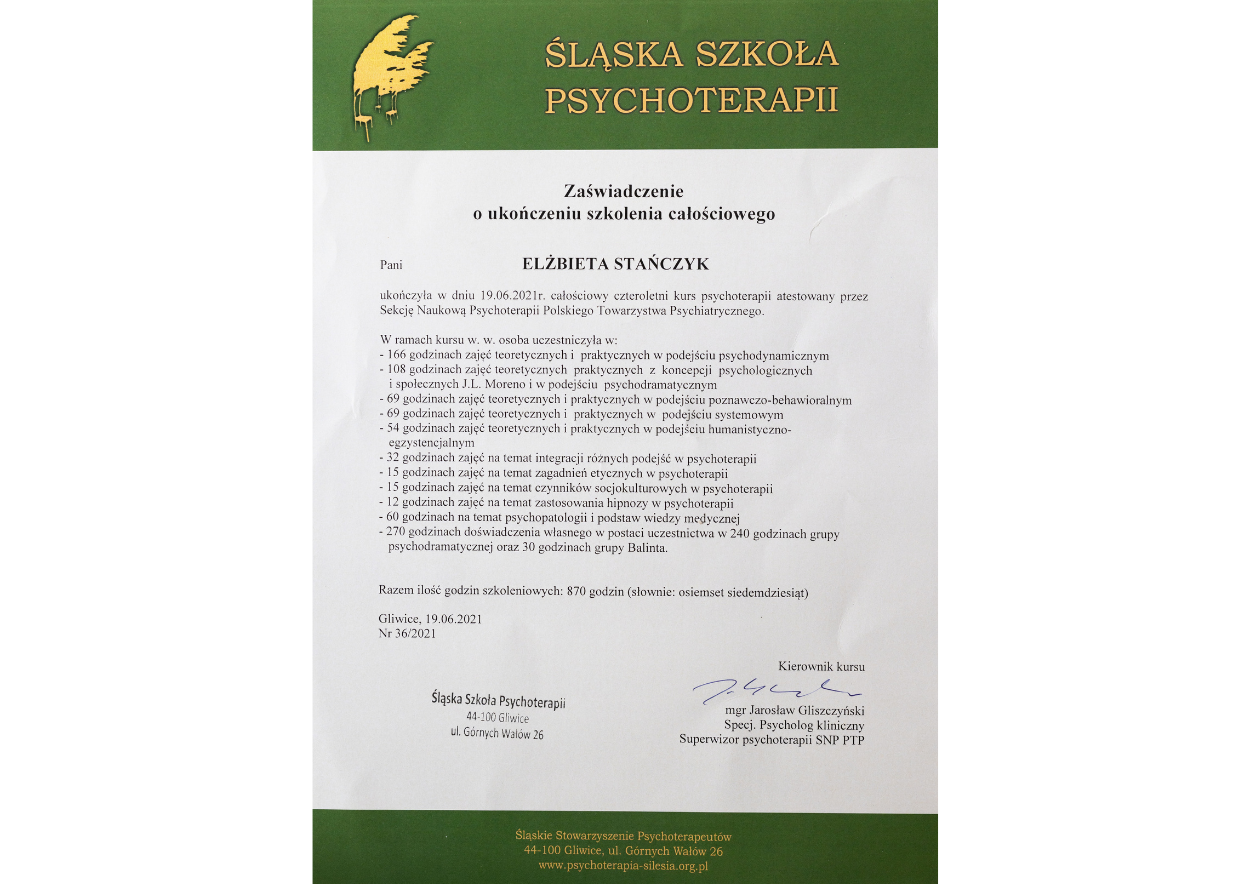 ŚLĄSKA SZKOŁA
PSYCHOTERAPII
Zaświadczenie
o ukończeniu szkolenia całościowego
Pani ELŻBIETA STAŃCZYK
ukończyła w dniu 19.06.2021r. całościowy czteroletni kurs psychoterapii atestowany przez
Sekcję Naukową Psychoterapii Polskiego Towarzystwa Psychiatrycznego.
W ramach kursu w. w. osoba uczestniczyła w:
- 166 godzinach zajęć teoretycznych i praktycznych w podejściu psychodynamicznym
- 108 godzinach zajęć teoretycznych praktycznych z koncepcji psychologicznych
i społecznych J.L. Moreno i w podejściu psychodramatycznym
- 69 godzinach zajęć teoretycznych i praktycznych w podejściu poznawczo-behawioralnym
- 69 godzinach zajęć teoretycznych i praktycznych w podejściu systemowym
- 54 godzinach zajęć teoretycznych i praktycznych w podejściu humanistyczno-
egzystencjalnym
- 32 godzinach zajęć na temat integracji różnych podejść w psychoterapii
- 15 godzinach zajęć na temat zagadnień etycznych w psychoterapii
- 15 godzinach zajęć na temat czynników socjokulturowych w psychoterapii
- 12 godzinach zajęć na temat zastosowania hipnozy w psychoterapii
- 60 godzinach na temat psychopatologii i podstaw wiedzy medycznej
- 270 godzinach doświadczenia własnego w postaci uczestnictwa w 240 godzinach grupy
psychodramatycznej oraz 30 godzinach grupy Balinta.
Razem ilość godzin szkoleniowych: 870 godzin (słownie: osiemset siedemdziesiąt)
Gliwice, 19.06.2021
Nr 36/2021
Kierownik kursu
mgr Jarosław Gliszczyński
Specj. Psycholog kliniczny
Superwizor psychoterapii SNP PTP
Śląska Szkoła Psychoterapii
44-100 Gliwice
ul. Górnych Wałów 26
Śląskie Stowarzyszenie Psychoterapeutów
44-100 Gliwice, ul. Górnych Wałów 26
www.psychoterapia-silesia.org.pl